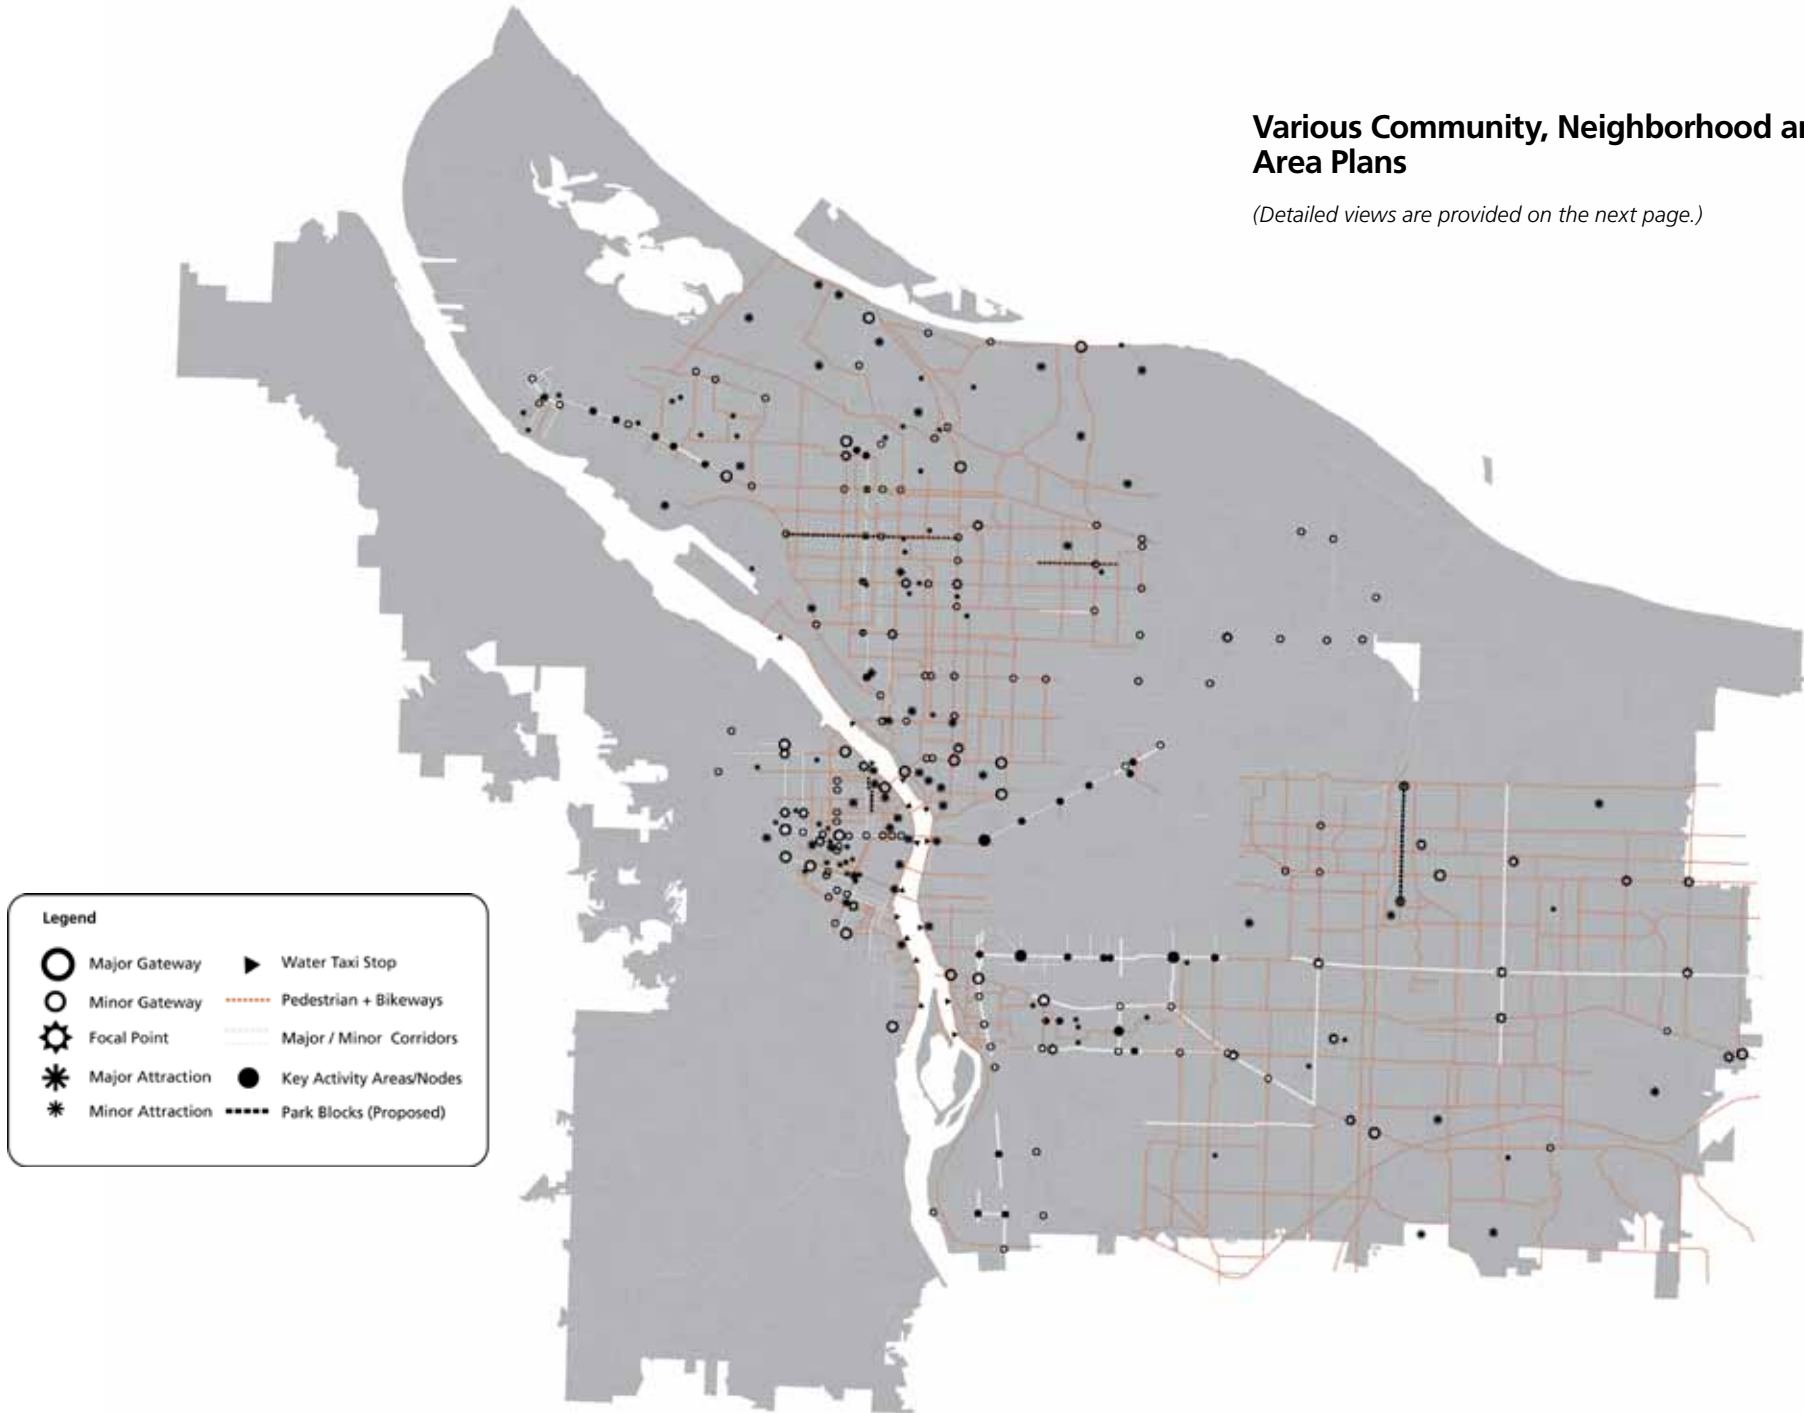 Various Community, Neighborhood an
Area Plans
(Detailed views are provided on the next page.)
Legend
Major Gateway
Minor Gateway
Focal Point
Major Attraction
Minor Attraction
Water Taxi Stop
Pedestrian + Bikeways
Major / Minor Corridors
Key Activity Areas/Nodes
Park Blocks (Proposed)